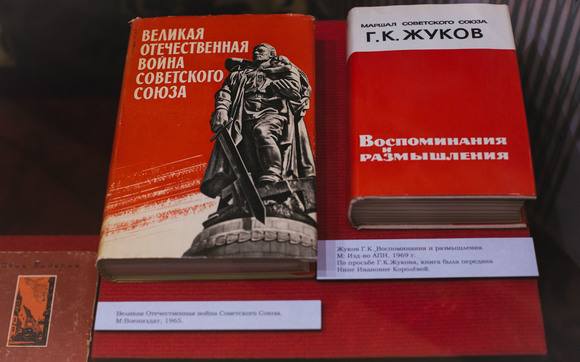 ВЕЛИКАЯ
ОТЕЧЕСТВЕННАЯ
ВОЙНА
СОВЕТСКОГО
СОЮЗА
МАРШАЛ СОВЕТСКОГО СОЮЗА
Г.К. ЖУКОВ
Воспоминания
и
размышления
Жуков Г.К. Воспоминания и размышления.
М: Изд-во АПН, 1969 г.
По просьбе Г.К.Жукова, книга была передана
Нине Ивановне Королёвой.
Великая Отечественная война Советского Союза.
М:Воениздат, 1965.